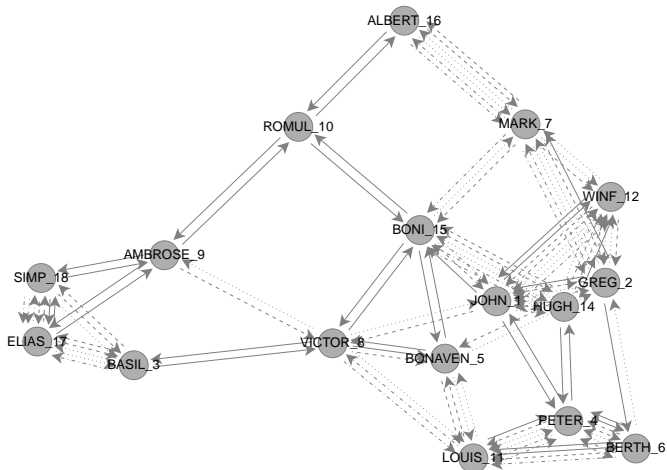 ALBERT_16
ROMUL_10
MARK_7
WINF_12
BONI_15
AMBROSE_9
SIMP_18
GREG_2
JOHN_1
HUGH_14
ELIAS_17
VICTOR_8
BONAVEN_5
BASIL_3
PETER_4
BERTH_6
LOUIS_11